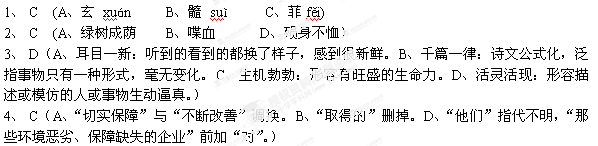 1、 C (A、玄 xuán B、髓 suǐ C、菲 fěi)
2、 C (A、绿树成荫 B、喋血 D、顾身不恤)
3、 D（A、耳目一新：听到的看到的都换了样子，感到很新鲜。B、千篇一律：诗文公式化，泛
指事物只有一种形式，毫无变化。C 生机勃勃：形容有旺盛的生命力。D、活灵活现：形容描
述或模仿的人或事物生动逼真。）
4、 C（A、“切实保障”与“不断改善”调换。B、“取得的”删掉。D、“他们”指代不明，“那
些环境恶劣、保障缺失的企业”前加“对”。）